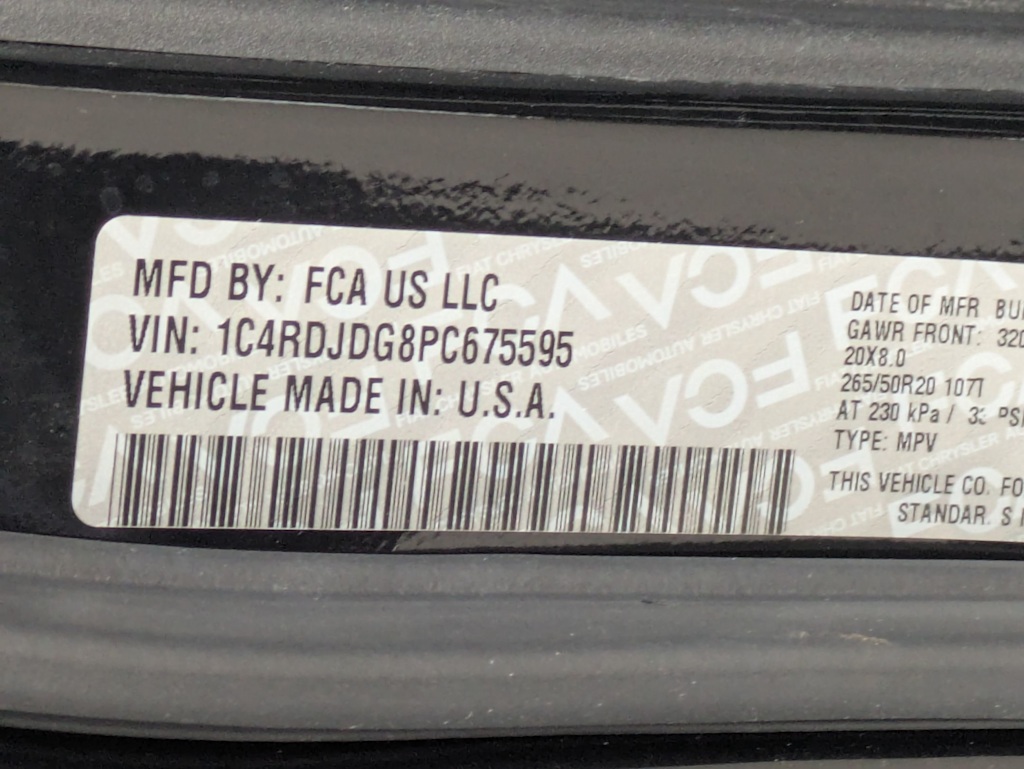 MFD BY: FCA US LLC
VIN: 1C4RDJDG8PC675595
VEHICLE MADE IN: U.S.A.
DATE OF MFR
GAWR FRONT:
20X8.0
265/50R20 107T
AT 230 kPa /
TYPE: MPV
THIS VEHICLE CO.